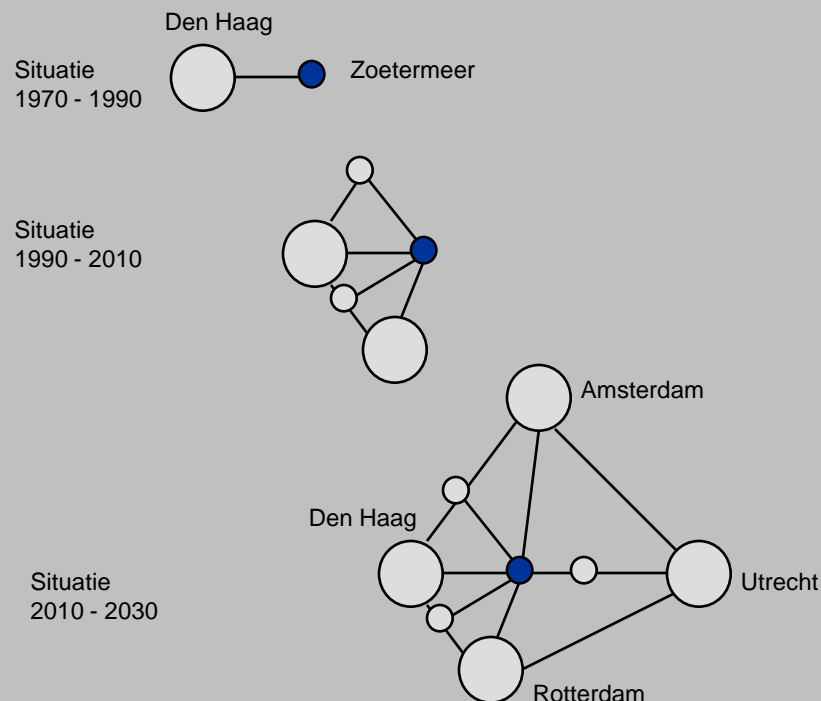 Den Haag
Situatie
1970 - 1990
Zoetermeer
Situatie
1990 - 2010
Amsterdam
Den Haag
Situatie
2010 - 2030
Utrecht
Rotterdam